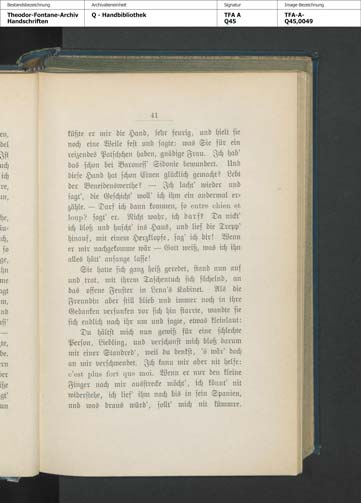 Bestandsbezeichnung
Theodor-Fontane-Archiv
Handschriften
Archivalieneinheit
Q - Handbibliothek
Signatur
TFA A
Q45
Image-Bezeichnung
TFA-A-
Q45,0049
41
küßte er mir die Hand, sehr feurig, und hielt sie
noch eine Weile fest und sagte: was Sie für ein
reizendes Patschchen haben, gnädige Frau. Ich hab'
das schon bei Baroneß' Sidonie bewundert. Und
diese Hand hat schon Einen glücklich gemacht? Lebt
der Beneidenswerthe? — Ich lacht' wieder und
sagt', die Geschicht' woll' ich ihm ein andermal er-
zählen. — Darf ich dann kommen, so entre chien et
loup? sagt' er. Nicht wahr, ich darf? Da nickt'
ich bloß und huscht' ins Haus, und lief die Trepp'
hinauf, mit einem Herzklopfe, sag' ich dir! Wenn
er mir nachgekomme wär' — Gott weiß, was ich ihn
alles hätt' anfange lasse!
Sie hatte sich ganz heiß geredet, stand nun auf
und trat, mit ihrem Taschentuch sich fächelnd, an
das offene Fenster in Lena's Kabinet. Als die
Freundin aber still blieb und immer noch in ihre
Gedanken versunken vor sich hin starrte, wandte sie
sich endlich nach ihr um und sagte, etwas kleinlaut:
Du hältst mich nun gewiß für eine schlechte
Person, Liebling, und verschonst mich bloß darum
mit einer Standred', weil du denkst, 's wär' doch
an mir verschwendet. Ich kann mir aber nit helfe:
c'est plus fort que moi. Wenn er nur den kleine
Finger nach mir ausstrecke möcht', ich könnt' nit
widerstehe, ich lief' ihm nach bis in sein Spanien,
und was draus würd', sollt' mich nit kümmre.